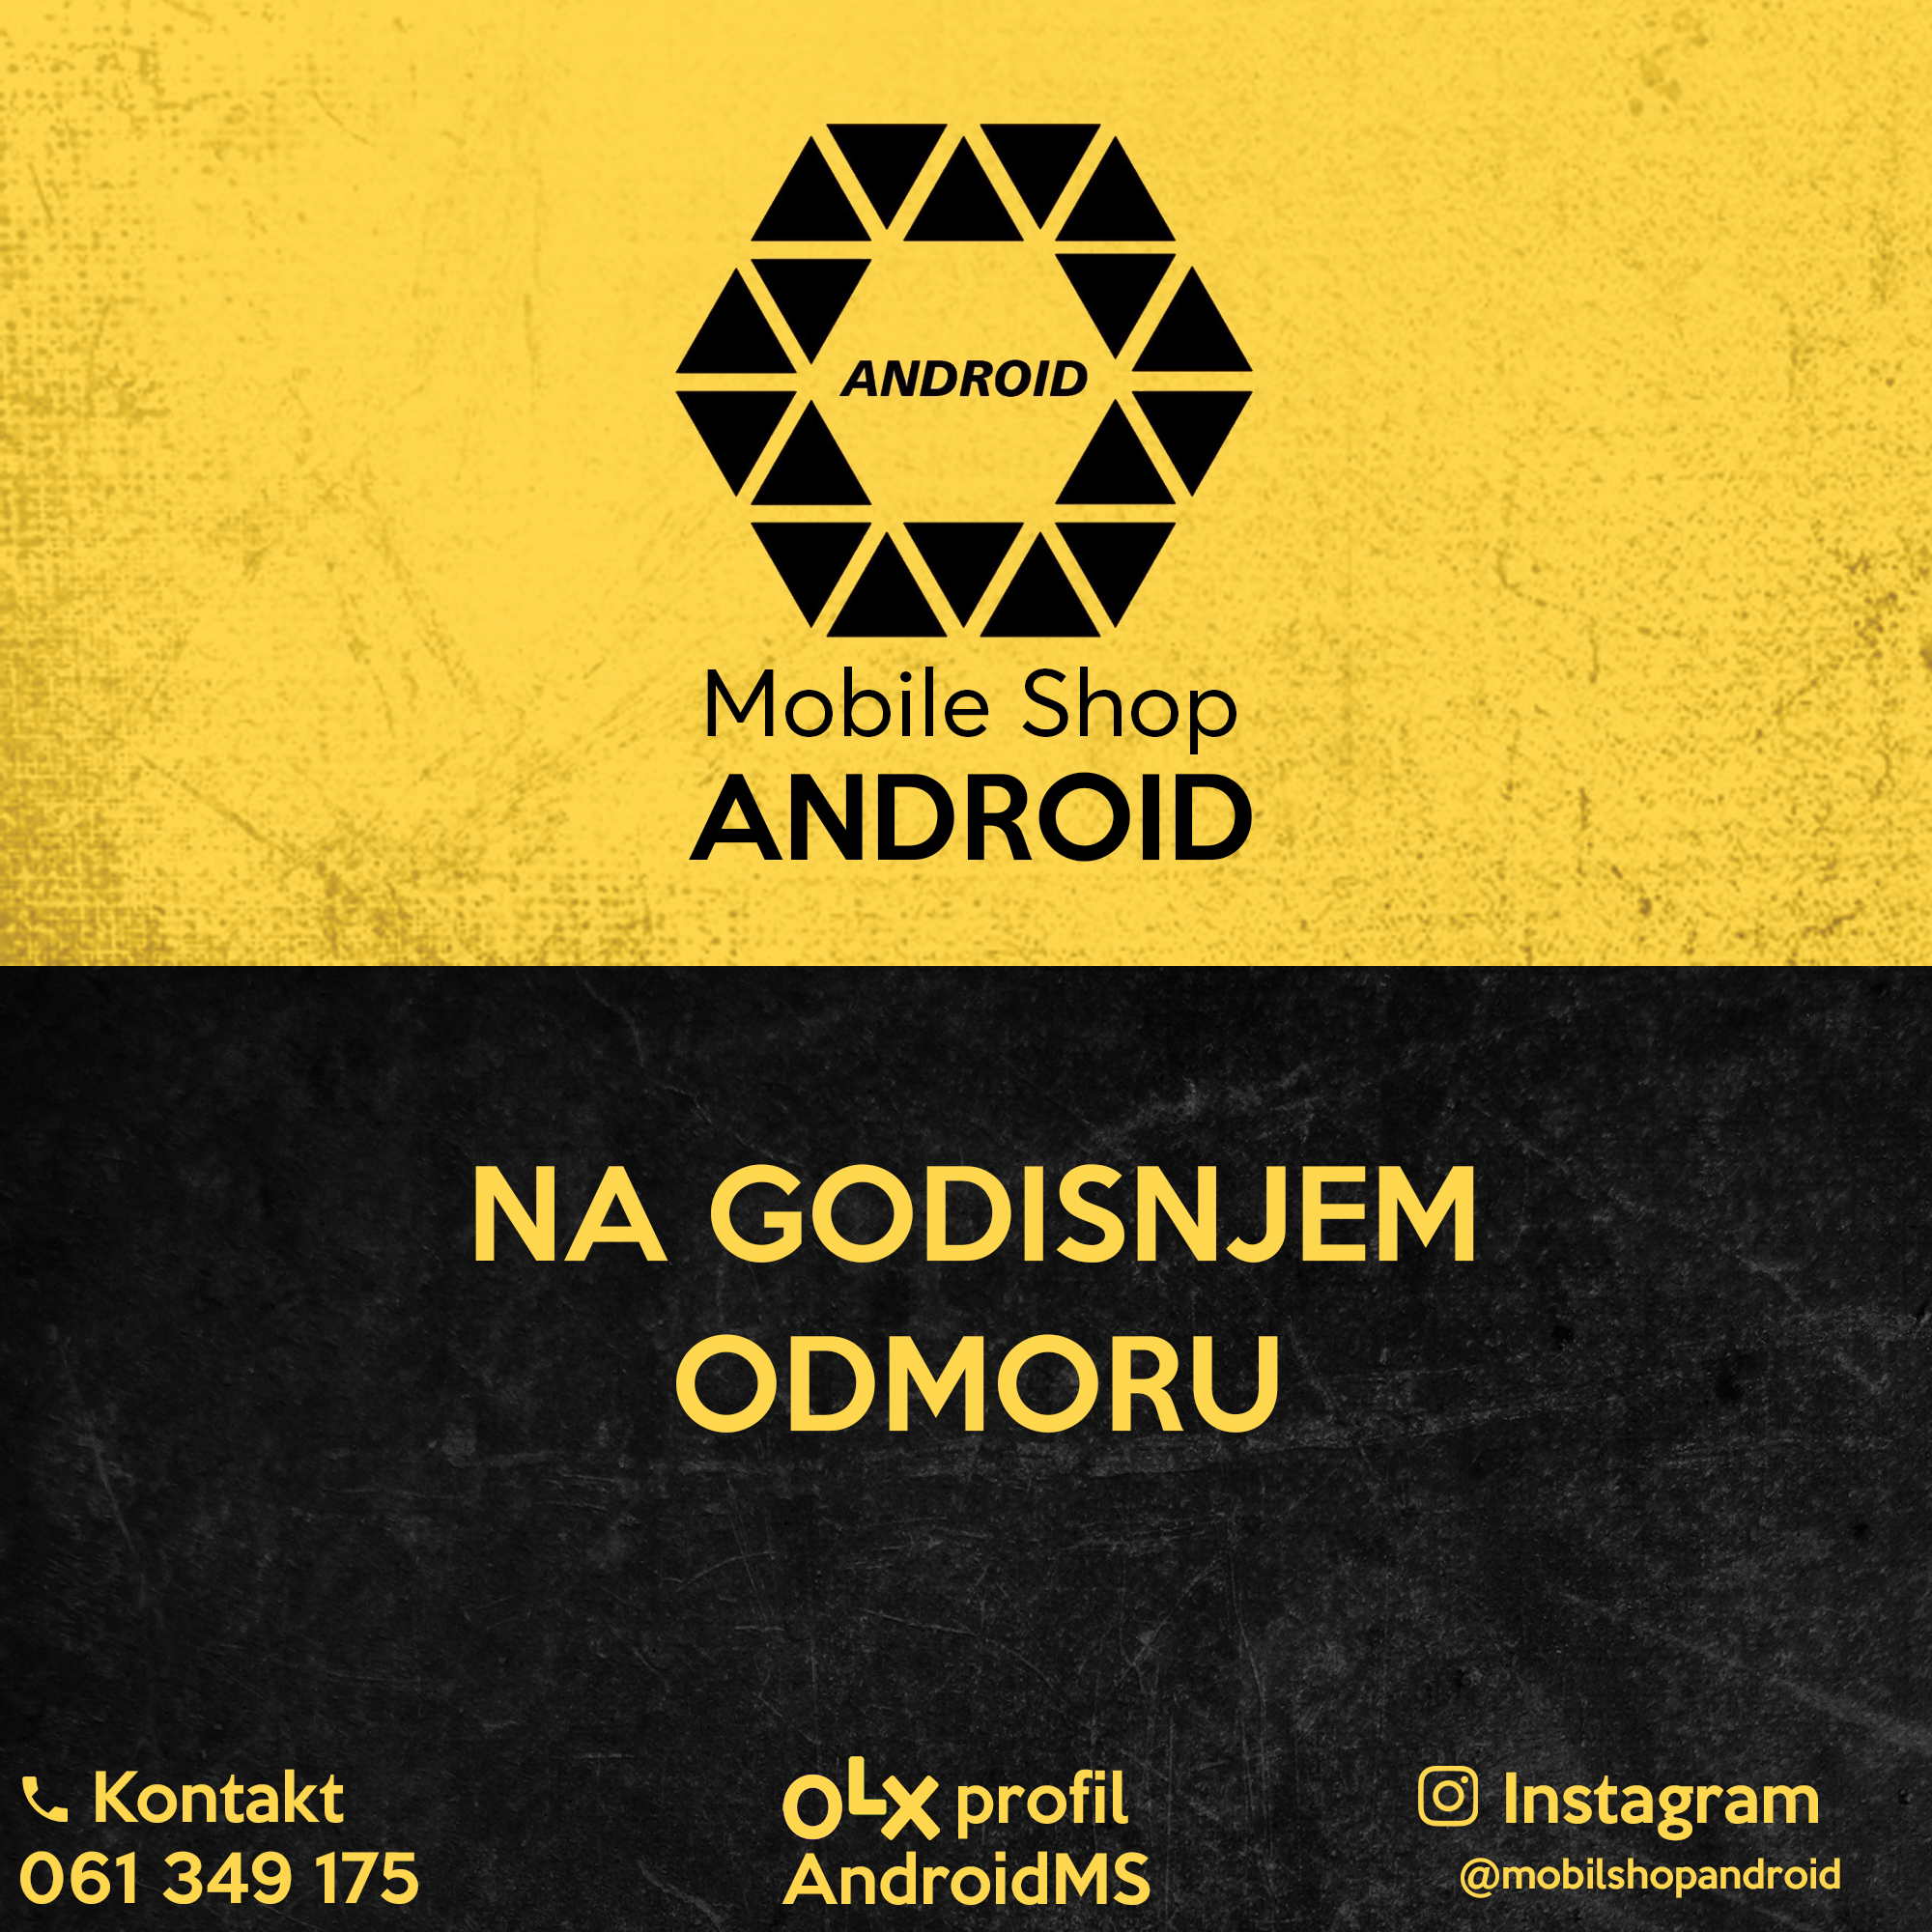 ANDROID
Mobile Shop
ANDROID
NA GODISNJEM
ODMORU
Kontakt
061 349 175
OLX profil
AndroidMS
Instagram
@mobilshopandroid